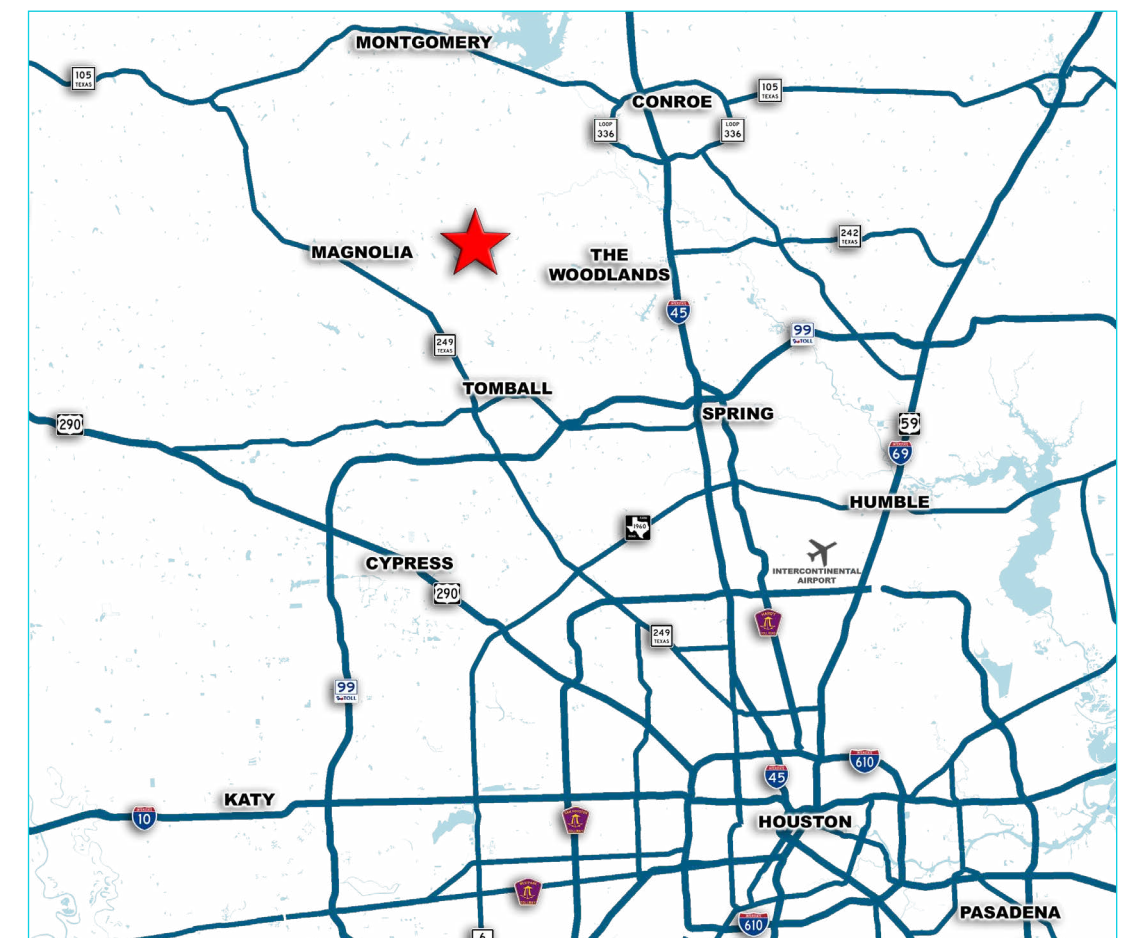 MONTGOMERY
105
TEXAS
105
TEXAS
CONROE
LOOP
336
LOOP
336
242
TEXAS
MAGNOLIA
THE
WOODLANDS
45
99
TOLL
249
TEXAS
TOMBALL
SPRING
290
59
69
HUMBLE
1960
INTERCONTINENTAL
AIRPORT
CYPRESS
290
249
TEXAS
99
TOLL
610
45
KATY
10
HOUSTON
610
PASADENA
6